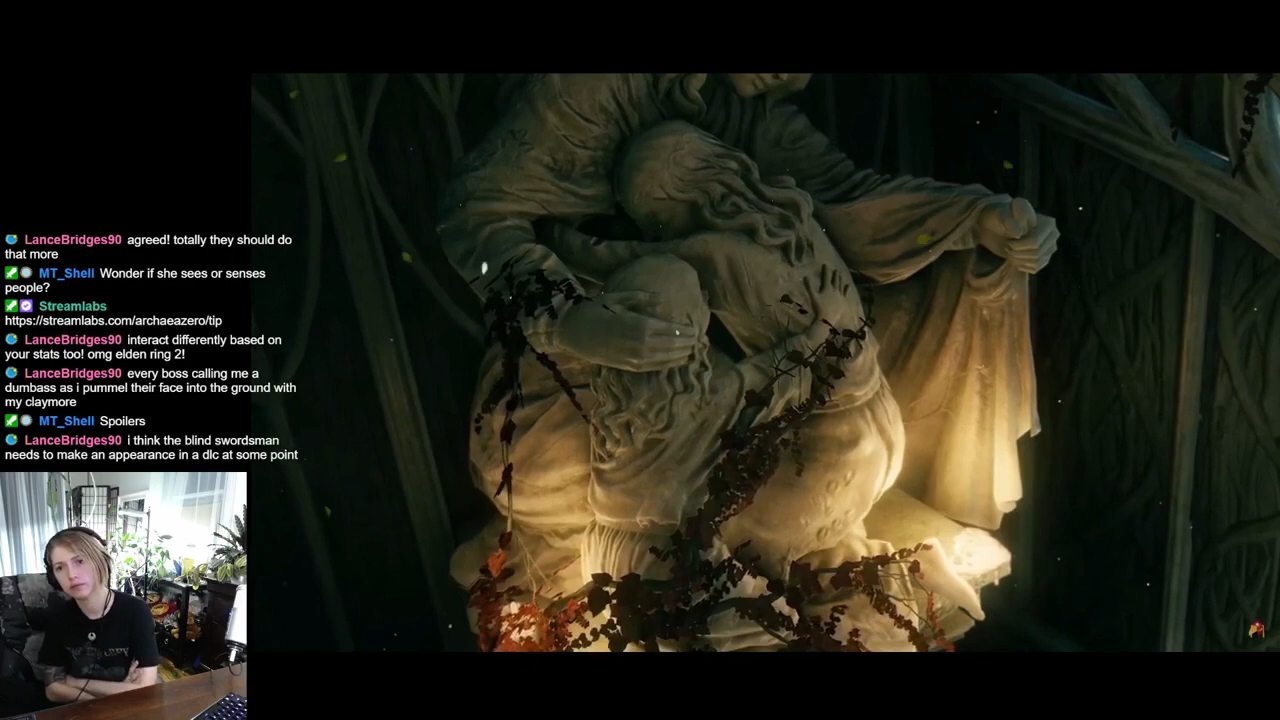 LanceBridges90 agreed! totally they should do
that more
MT_Shell Wonder if she sees or senses
people?
Streamlabs
https://streamlabs.com/archaeazero/tip
LanceBridges90 interact differently based on
your stats too! omg elden ring 2!
LanceBridges90 every boss calling me a
dumbass as i pummel their face into the ground with
my claymore
MT_Shell Spoilers
LanceBridges90 i think the blind swordsman
needs to make an appearance in a dlc at some point